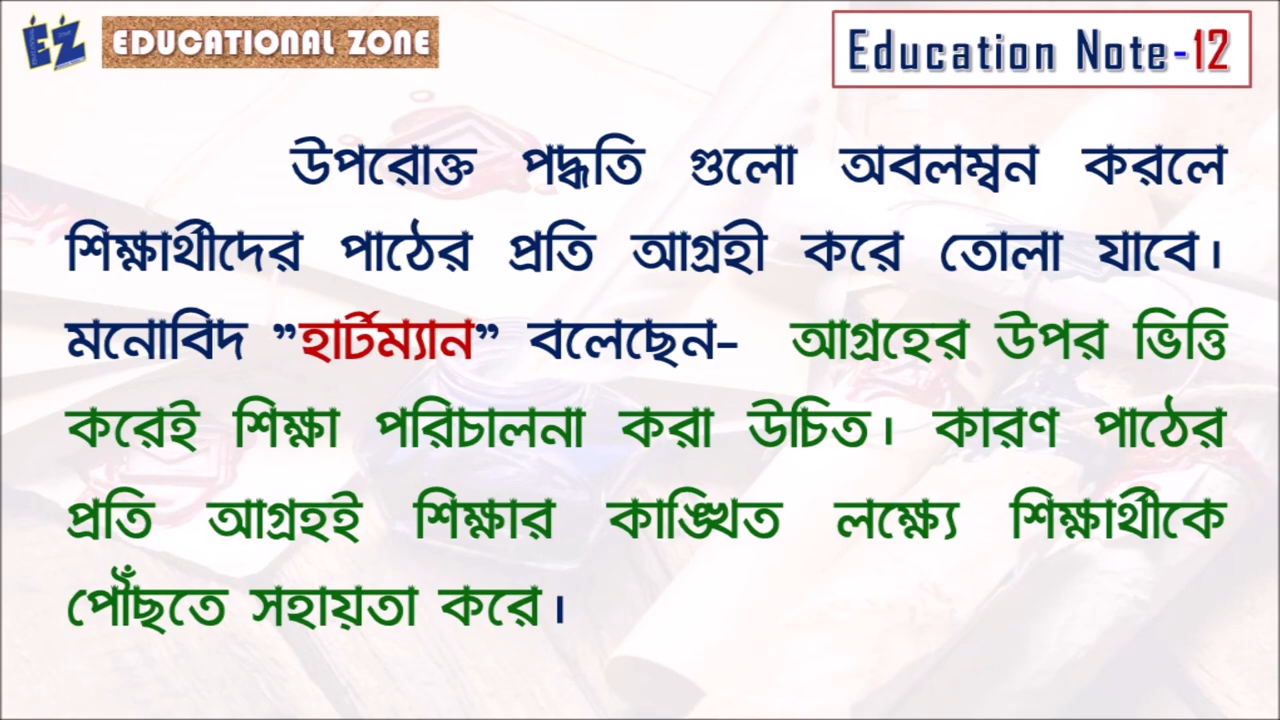 EZ EDUCATIONAL ZONE
Education Note-12
উপরোক্ত পদ্ধতি গুলো অবলম্বন করলে
শিক্ষার্থীদের পাঠের প্রতি আগ্রহী করে তোলা যাবে।
মনোবিদ ”হার্টম্যান” বলেছেন- আগ্রহের উপর ভিত্তি
করেই শিক্ষা পরিচালনা করা উচিত। কারণ পাঠের
প্রতি আগ্রহই শিক্ষার কাঙ্খিত লক্ষ্যে শিক্ষার্থীকে
পৌঁছতে সহায়তা করে।